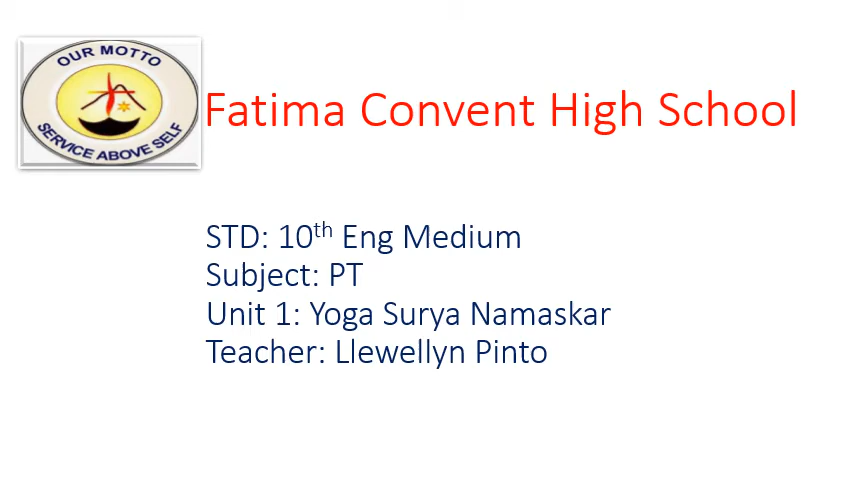 OUR MOTTO
SERVICE ABOVE SELF
Fatima Convent High School
STD: 10th Eng Medium
Subject: PT
Unit 1: Yoga Surya Namaskar
Teacher: Llewellyn Pinto